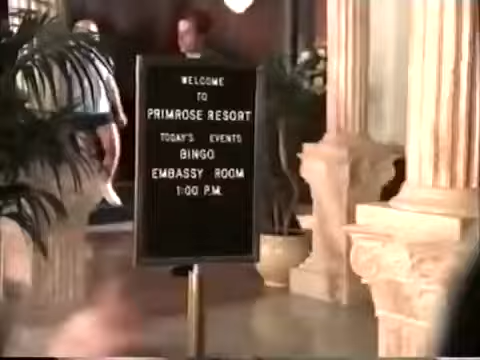 WELCOME
TO
PRIMROSE RESORT
TODAY'S EVENTS
BINGO
EMBASSY ROOM
1:00 P.M.